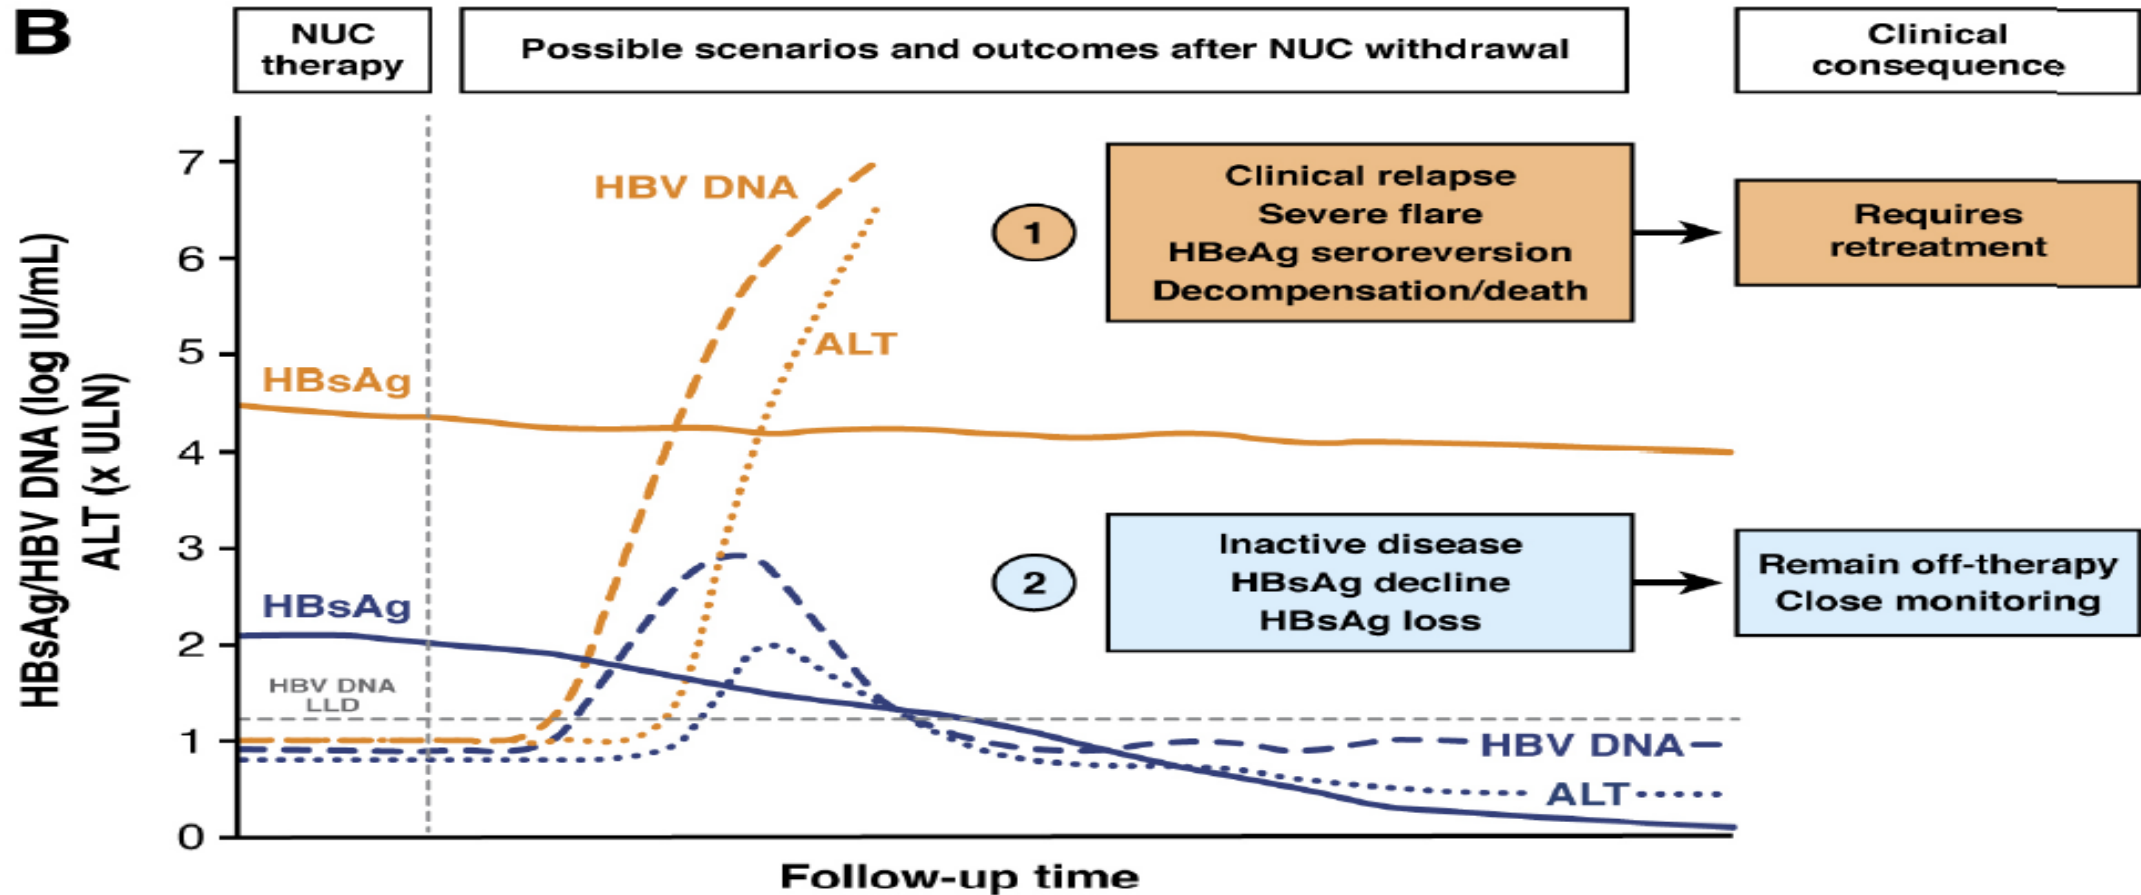 B
NUC
therapy
Possible scenarios and outcomes after NUC withdrawal
Clinical
consequence
HBsAg/HBV DNA (log IU/mL)
ALT (x ULN)
7
6
5
4
3
2
1
0
HBV DNA
ALT
HBsAg
HBsAg
HBV DNA
LLD
1
Clinical relapse
Severe flare
HBeAg seroreversion
Decompensation/death
Requires
retreatment
2
Inactive disease
HBsAg decline
HBsAg loss
Remain off-therapy
Close monitoring
HBV DNA
ALT
Follow-up time